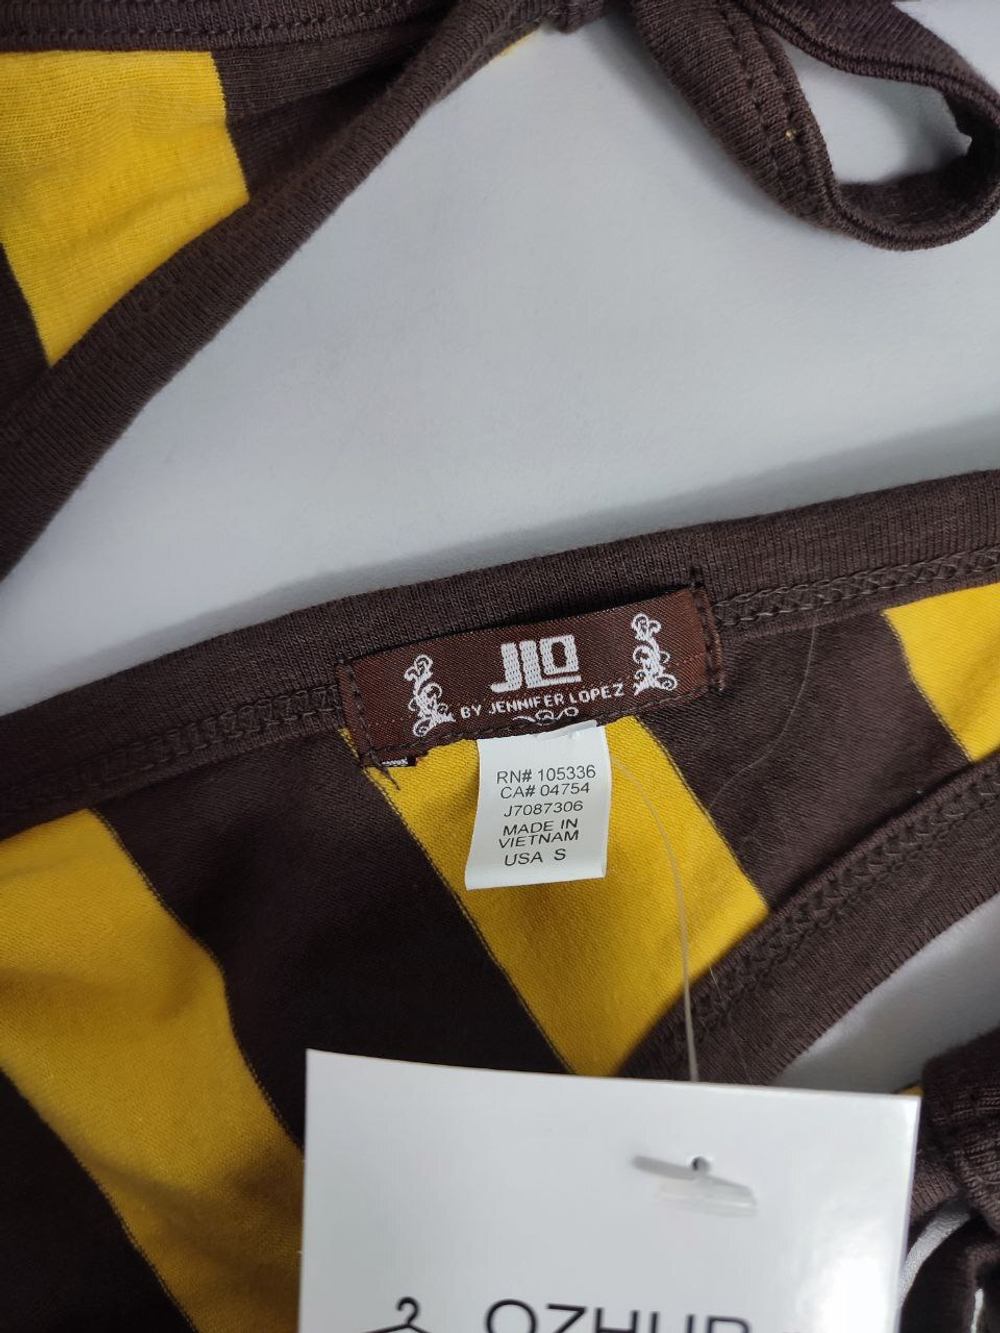 JLO
BY JENNIFER LOPEZ
RN# 105336
CA# 04754
J7087306
MADE IN
VIETNAM
USA S